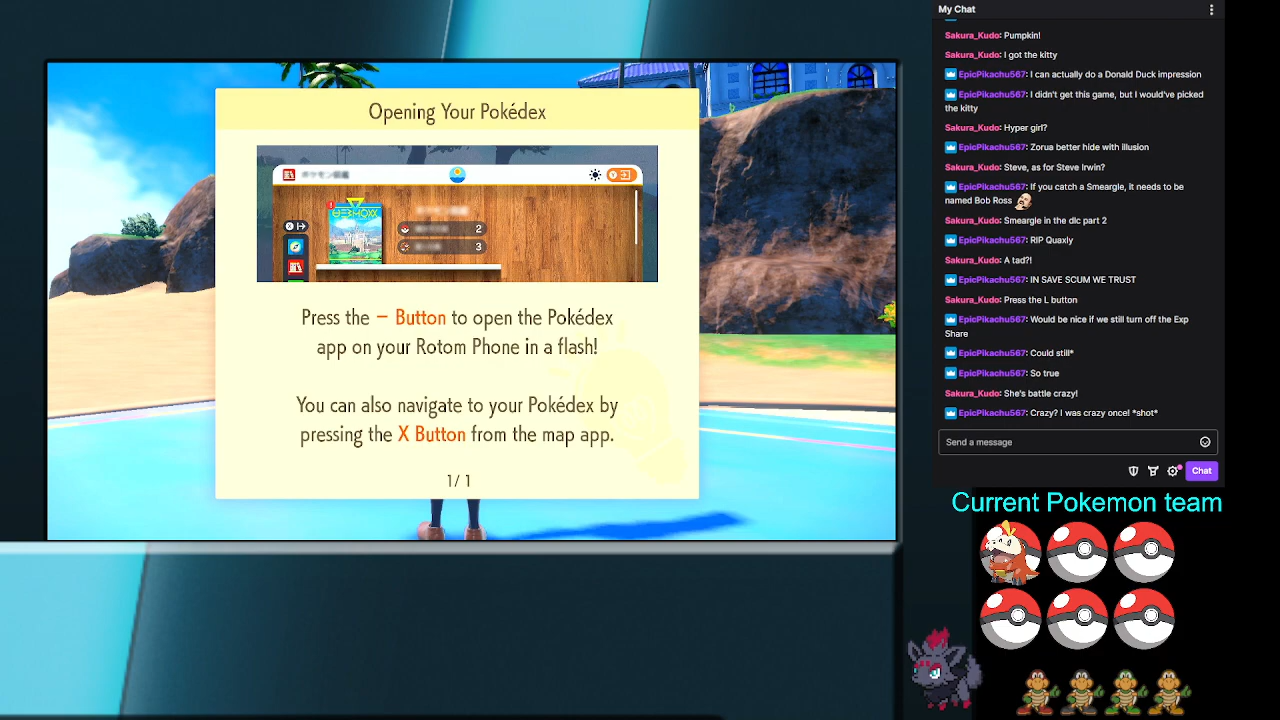 Opening Your Pokédex
2
3
Press the – Button to open the Pokédex
app on your Rotom Phone in a flash!
You can also navigate to your Pokédex by
pressing the X Button from the map app.
1/1
My Chat
Sakura_Kudo: Pumpkin!
Sakura_Kudo: I got the kitty
EpicPikachu567: I can actually do a Donald Duck impression
EpicPikachu567: I didn't get this game, but I would've picked
the kitty
Sakura_Kudo: Hyper girl?
EpicPikachu567: Zorua better hide with illusion
Sakura_Kudo: Steve, as for Steve Irwin?
EpicPikachu567: If you catch a Smeargle, it needs to be
named Bob Ross
Sakura_Kudo: Smeargle in the dlc part 2
EpicPikachu567: RIP Quaxly
Sakura_Kudo: A tad?!
EpicPikachu567: IN SAVE SCUM WE TRUST
Sakura_Kudo: Press the L button
EpicPikachu567: Would be nice if we still turn off the Exp
Share
EpicPikachu567: Could still*
EpicPikachu567: So true
Sakura_Kudo: She's battle crazy!
EpicPikachu567: Crazy? I was crazy once! *shot*
Send a message
Chat
Current Pokemon team